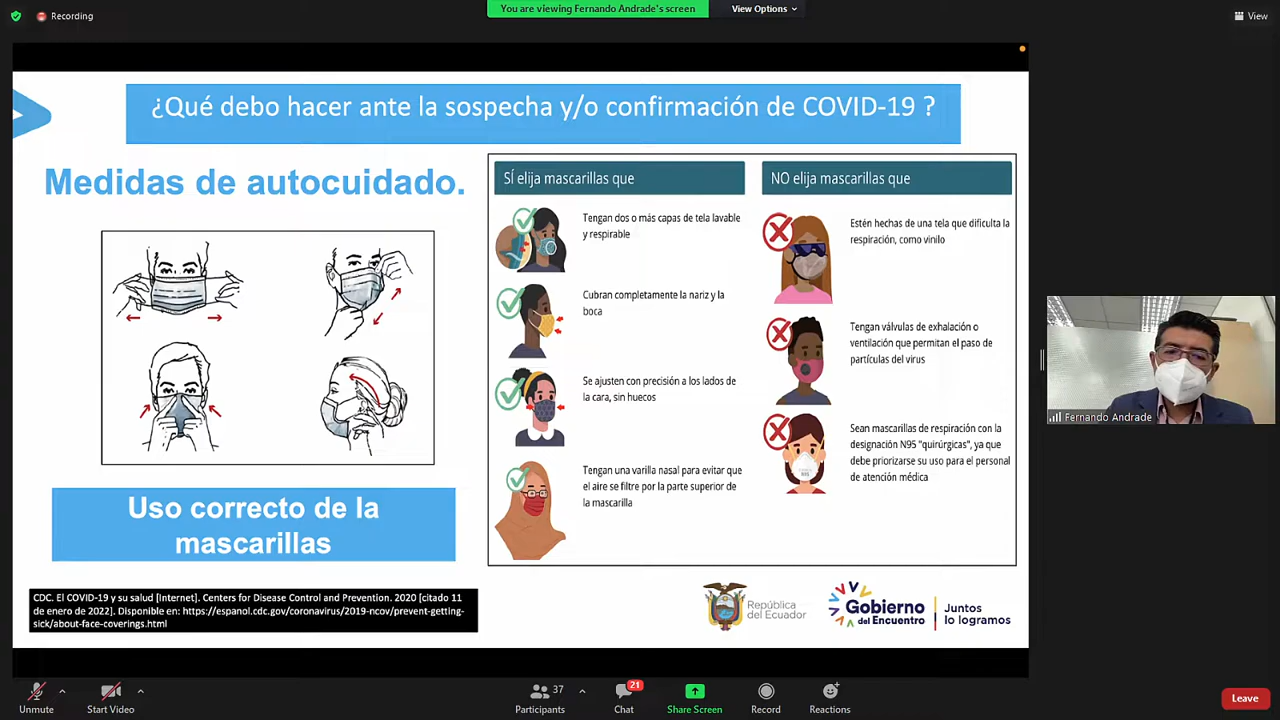 Recording
You are viewing Fernando Andrade's screen
View Options
View
¿Qué debo hacer ante la sospecha y/o confirmación de COVID-19 ?
Medidas de autocuidado.
Uso correcto de la
mascarillas
CDC. El COVID-19 y su salud [Internet]. Centers for Disease Control and Prevention. 2020 [citado 11
de enero de 2022]. Disponible en: https://espanol.cdc.gov/coronavirus/2019-ncov/prevent-getting-
sick/about-face-coverings.html
SÍ elija mascarillas que
Tengan dos o más capas de tela lavable
y respirable
Cubran completamente la nariz y la
boca
Se ajusten con precisión a los lados de
la cara, sin huecos
Tengan una varilla nasal para evitar que
el aire se filtre por la parte superior de
la mascarilla
NO elija mascarillas que
Estén hechas de una tela que dificulta la
respiración, como vinilo
Tengan válvulas de exhalación o
ventilación que permitan el paso de
partículas del virus
Sean mascarillas de respiración con la
designación N95 "quirúrgicas", ya que
debe priorizarse su uso para el personal
de atención médica
República
del Ecuador
Gobierno
del Encuentro
Juntos
lo logramos
Fernando Andrade
Unmute
Start Video
37
Participants
21
Chat
Share Screen
Record
Reactions
Leave